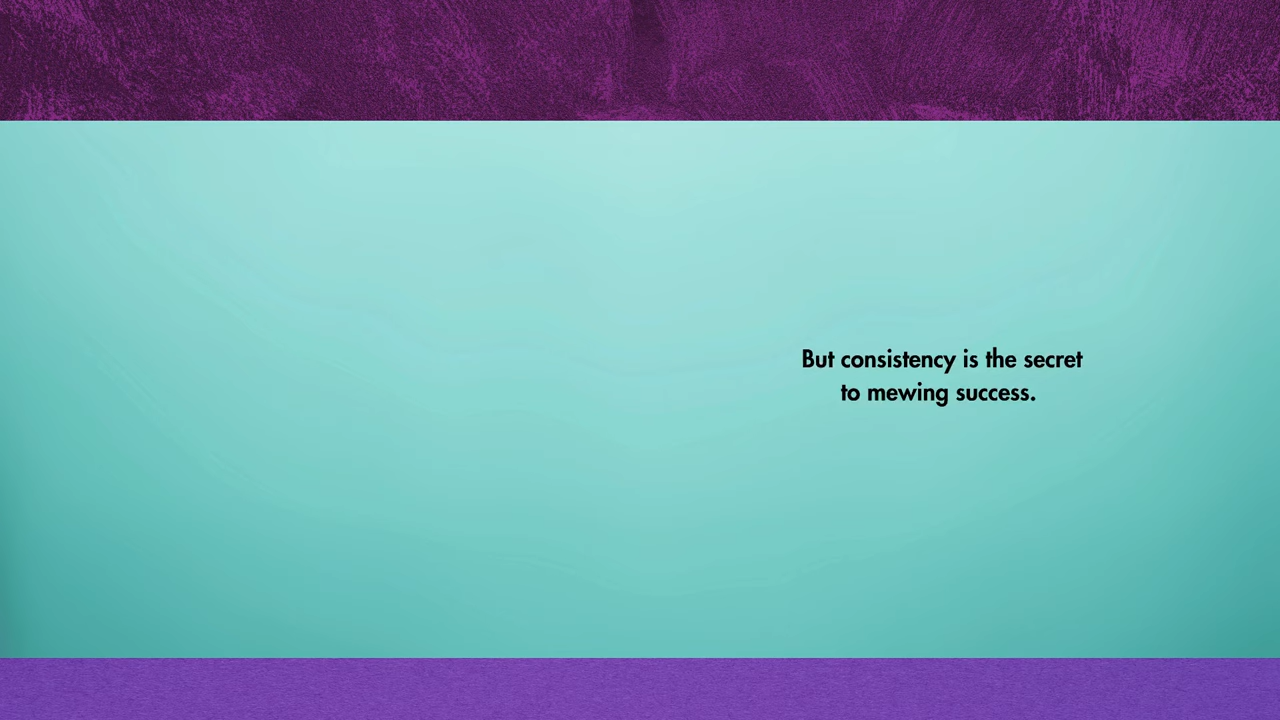 But consistency is the secret
to mewing success.